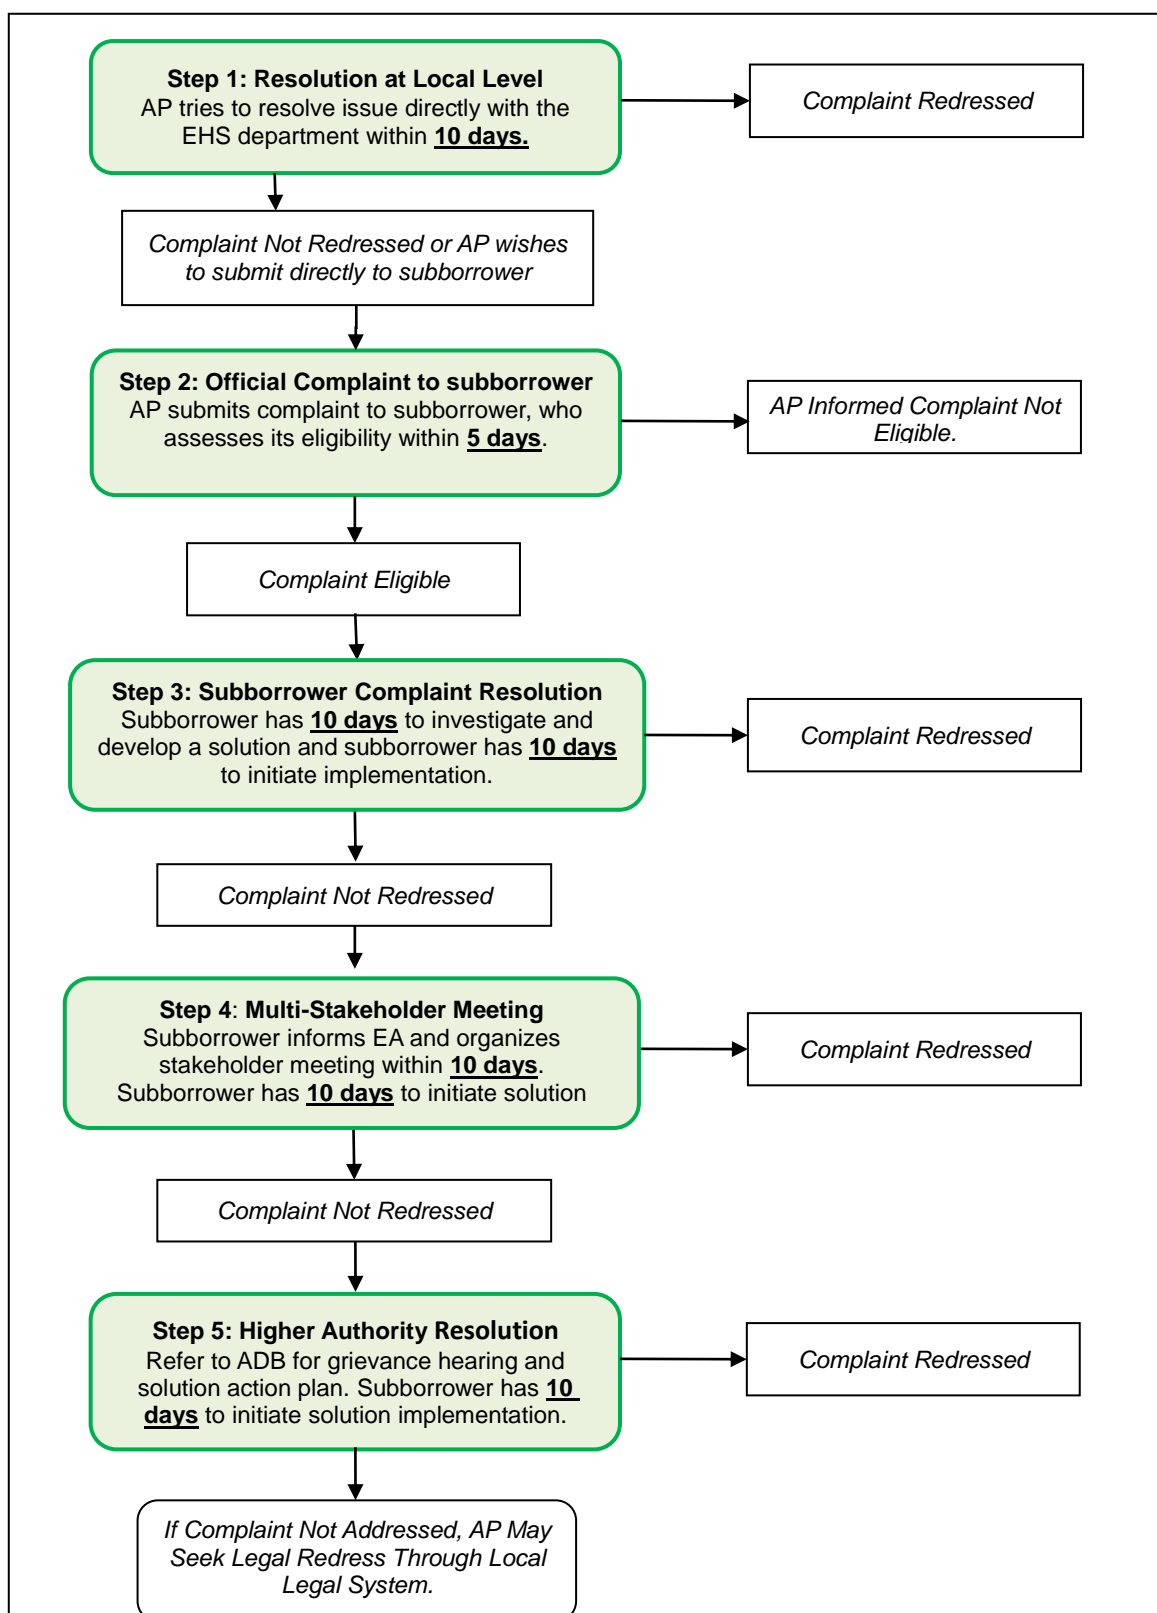 Step 1: Resolution at Local Level
AP tries to resolve issue directly with the
EHS department within 10 days.
Complaint Redressed
Complaint Not Redressed or AP wishes
to submit directly to subborrower
Step 2: Official Complaint to subborrower
AP submits complaint to subborrower, who
assesses its eligibility within 5 days.
AP Informed Complaint Not
Eligible.
Complaint Eligible
Step 3: Subborrower Complaint Resolution
Subborrower has 10 days to investigate and
develop a solution and subborrower has 10 days
to initiate implementation.
Complaint Redressed
Complaint Not Redressed
Step 4: Multi-Stakeholder Meeting
Subborrower informs EA and organizes
stakeholder meeting within 10 days.
Subborrower has 10 days to initiate solution
Complaint Redressed
Complaint Not Redressed
Step 5: Higher Authority Resolution
Refer to ADB for grievance hearing and
solution action plan. Subborrower has 10
days to initiate solution implementation.
Complaint Redressed
If Complaint Not Addressed, AP May
Seek Legal Redress Through Local
Legal System.